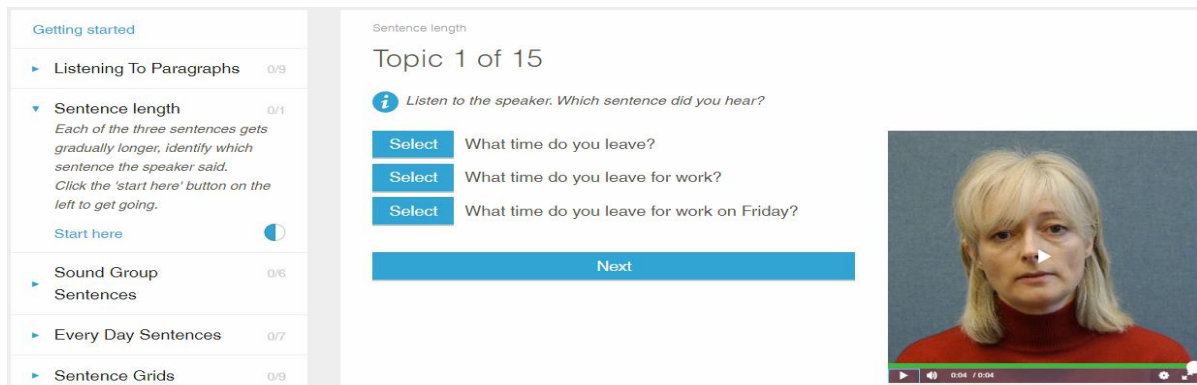 Getting started
Listening To Paragraphs 0/9
Sentence length 0/1
Each of the three sentences gets
gradually longer, identify which
sentence the speaker said.
Click the 'start here' button on the
left to get going.
Start here
Sound Group
Sentences 0/6
Every Day Sentences 0/7
Sentence Grids 0/9
Sentence length
Topic 1 of 15
i Listen to the speaker. Which sentence did you hear?
Select What time do you leave?
Select What time do you leave for work?
Select What time do you leave for work on Friday?
Next
0:04 / 0:04